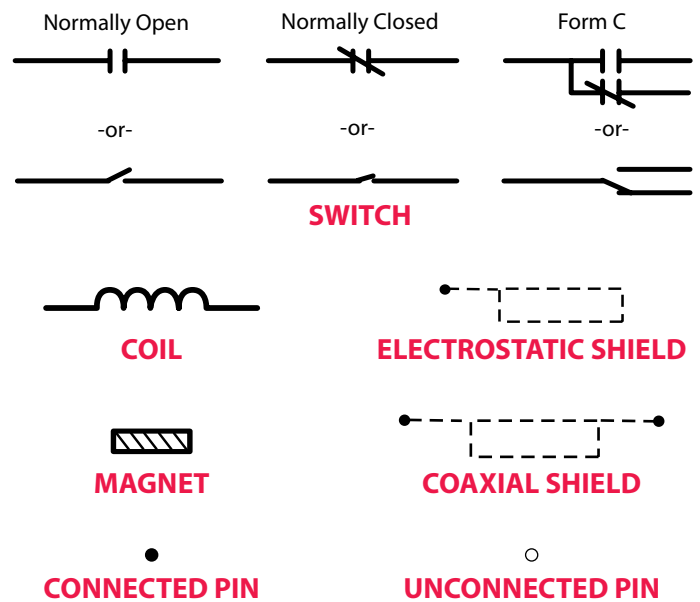 Normally Open Normally Closed Form C
-or- -or- -or-
SWITCH
COIL ELECTROSTATIC SHIELD
MAGNET COAXIAL SHIELD
CONNECTED PIN UNCONNECTED PIN